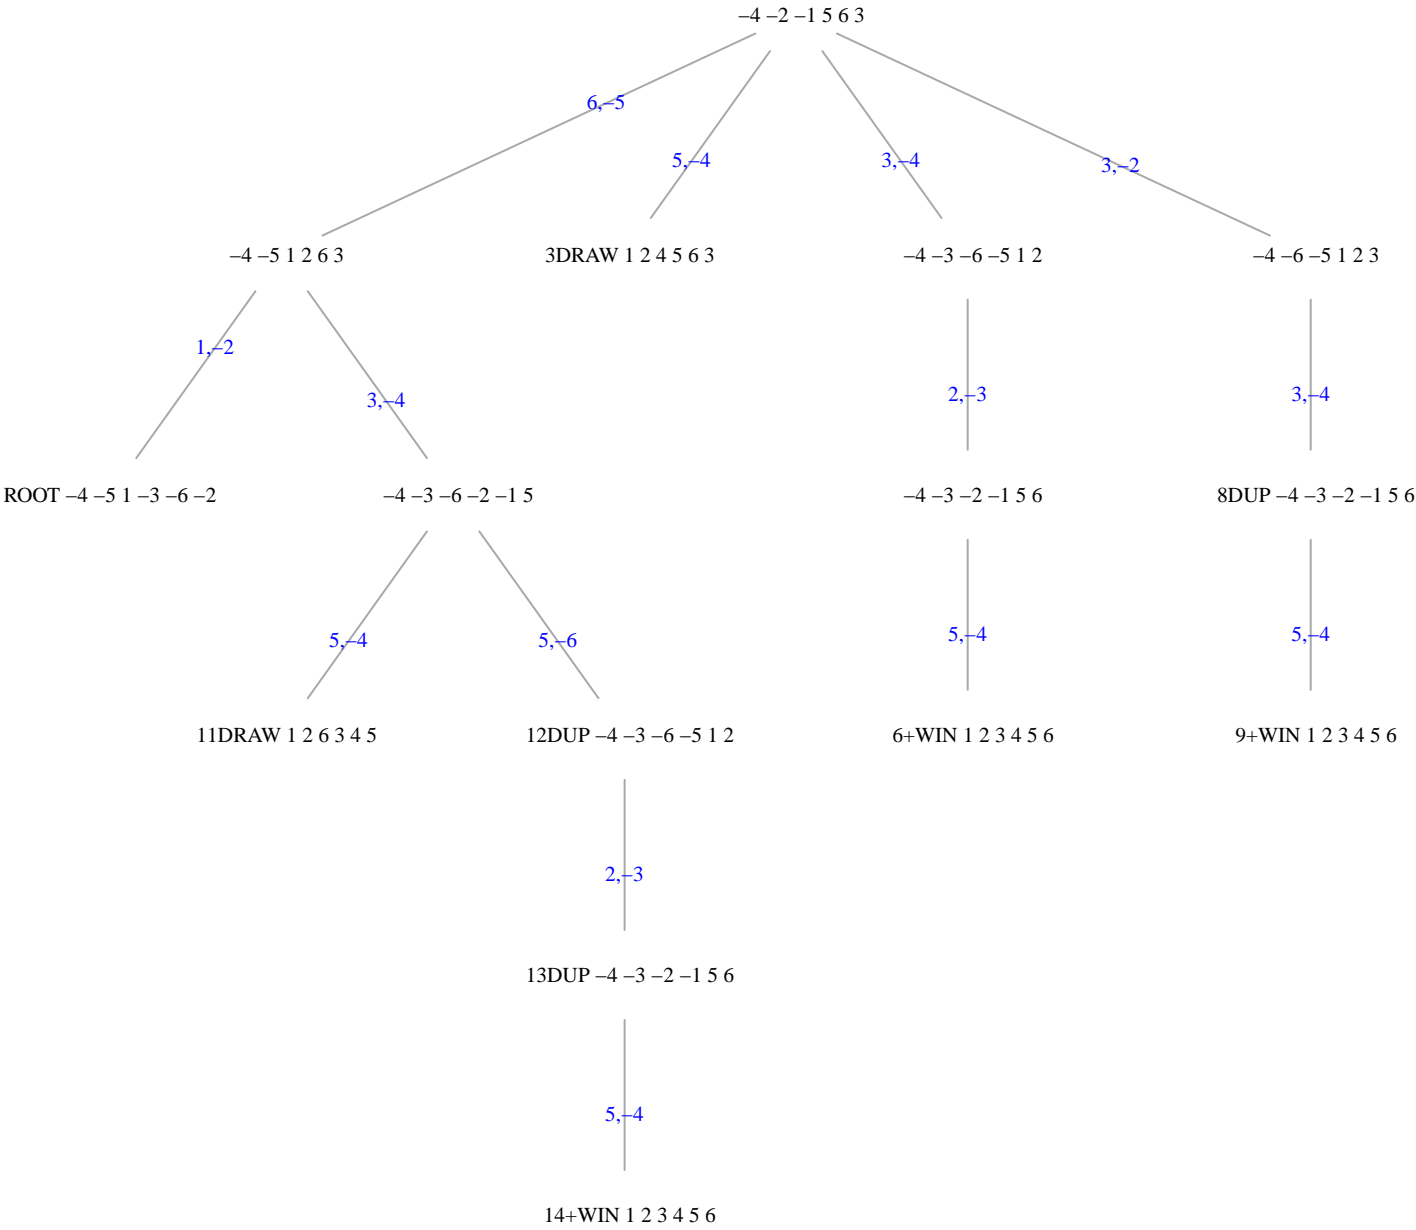 –4 –2 –1 5 6 3
6,–5
5,–4
3,–4
3,–2
–4 –5 1 2 6 3
3DRAW 1 2 4 5 6 3
–4 –3 –6 –5 1 2
–4 –6 –5 1 2 3
1,–2
3,–4
2,–3
3,–4
ROOT –4 –5 1 –3 –6 –2
–4 –3 –6 –2 –1 5
–4 –3 –2 –1 5 6
8DUP –4 –3 –2 –1 5 6
5,–4
5,–6
5,–4
5,–4
11DRAW 1 2 6 3 4 5
12DUP –4 –3 –6 –5 1 2
6+WIN 1 2 3 4 5 6
9+WIN 1 2 3 4 5 6
2,–3
13DUP –4 –3 –2 –1 5 6
5,–4
14+WIN 1 2 3 4 5 6